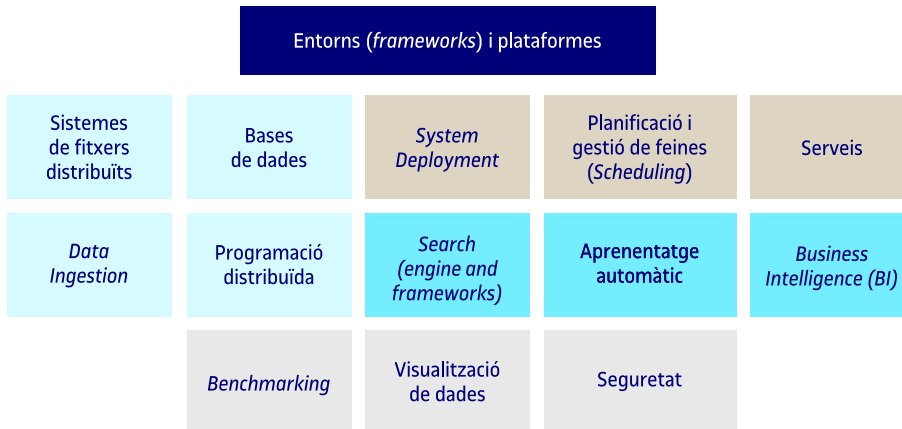 Entorns (frameworks) i plataformes
Sistemes
de fitxers
distribuïts
Bases
de dades
System
Deployment
Planificació i
gestió de feines
(Scheduling)
Serveis
Data
Ingestion
Programació
distribuïda
Search
(engine and
frameworks)
Aprenentatge
automàtic
Business
Intelligence (BI)
Benchmarking
Visualització
de dades
Seguretat